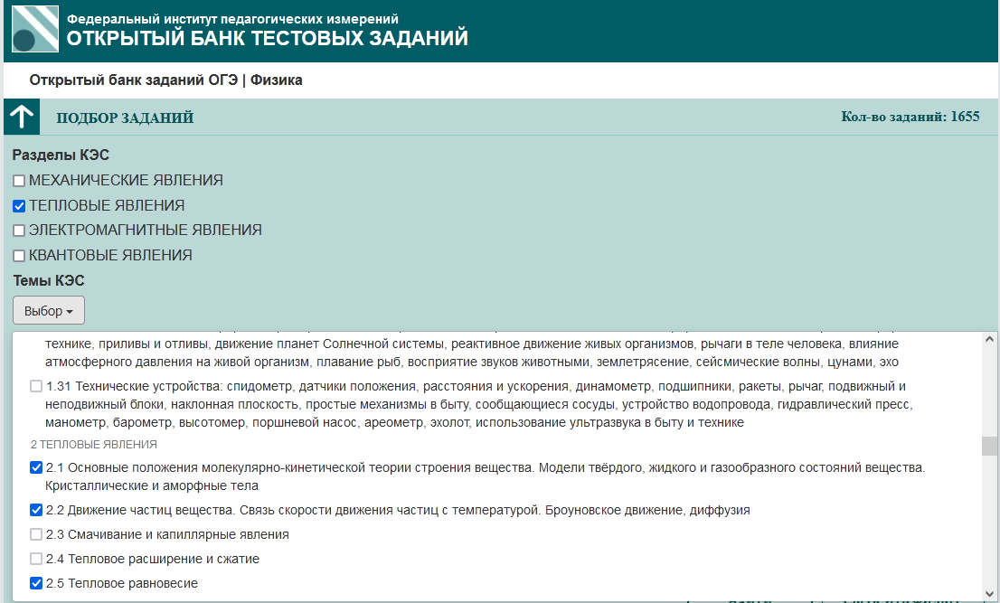 Федеральный институт педагогических измерений
ОТКРЫТЫЙ БАНК ТЕСТОВЫХ ЗАДАНИЙ
Открытый банк заданий ОГЭ | Физика
ПОДБОР ЗАДАНИЙ
Кол-во заданий: 1655
Разделы КЭС
МЕХАНИЧЕСКИЕ ЯВЛЕНИЯ
ТЕПЛОВЫЕ ЯВЛЕНИЯ
ЭЛЕКТРОМАГНИТНЫЕ ЯВЛЕНИЯ
КВАНТОВЫЕ ЯВЛЕНИЯ
Темы КЭС
Выбор
технике, приливы и отливы, движение планет Солнечной системы, реактивное движение живых организмов, рычаги в теле человека, влияние
атмосферного давления на живой организм, плавание рыб, восприятие звуков животными, землетрясение, сейсмические волны, цунами, эхо
1.31 Технические устройства: спидометр, датчики положения, расстояния и ускорения, динамометр, подшипники, ракеты, рычаг, подвижный и
неподвижный блоки, наклонная плоскость, простые механизмы в быту, сообщающиеся сосуды, устройство водопровода, гидравлический пресс,
манометр, барометр, высотомер, поршневой насос, ареометр, эхолот, использование ультразвука в быту и технике
2 ТЕПЛОВЫЕ ЯВЛЕНИЯ
2.1 Основные положения молекулярно-кинетической теории строения вещества. Модели твёрдого, жидкого и газообразного состояний вещества.
Кристаллические и аморфные тела
2.2 Движение частиц вещества. Связь скорости движения частиц с температурой. Броуновское движение, диффузия
2.3 Смачивание и капиллярные явления
2.4 Тепловое расширение и сжатие
2.5 Тепловое равновесие